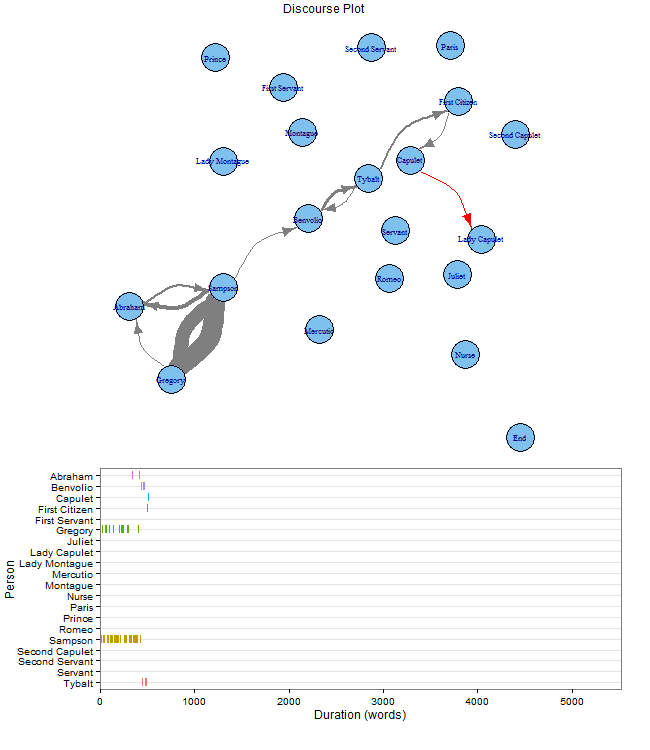 Discourse Plot
Second Servant
Paris
Prince
First Servant
First Citizen
Montague
Second Capulet
Lady Montague
Capulet
Tybalt
Benvolio
Servant
Lady Capulet
Romeo
Juliet
Sampson
Abraham
Mercutio
Nurse
Gregory
End
Abraham
Benvolio
Capulet
First Citizen
First Servant
Gregory
Juliet
Lady Capulet
Lady Montague
Mercutio
Montague
Nurse
Paris
Prince
Romeo
Sampson
Second Capulet
Second Servant
Servant
Tybalt
Person
0 1000 2000 3000 4000 5000
Duration (words)